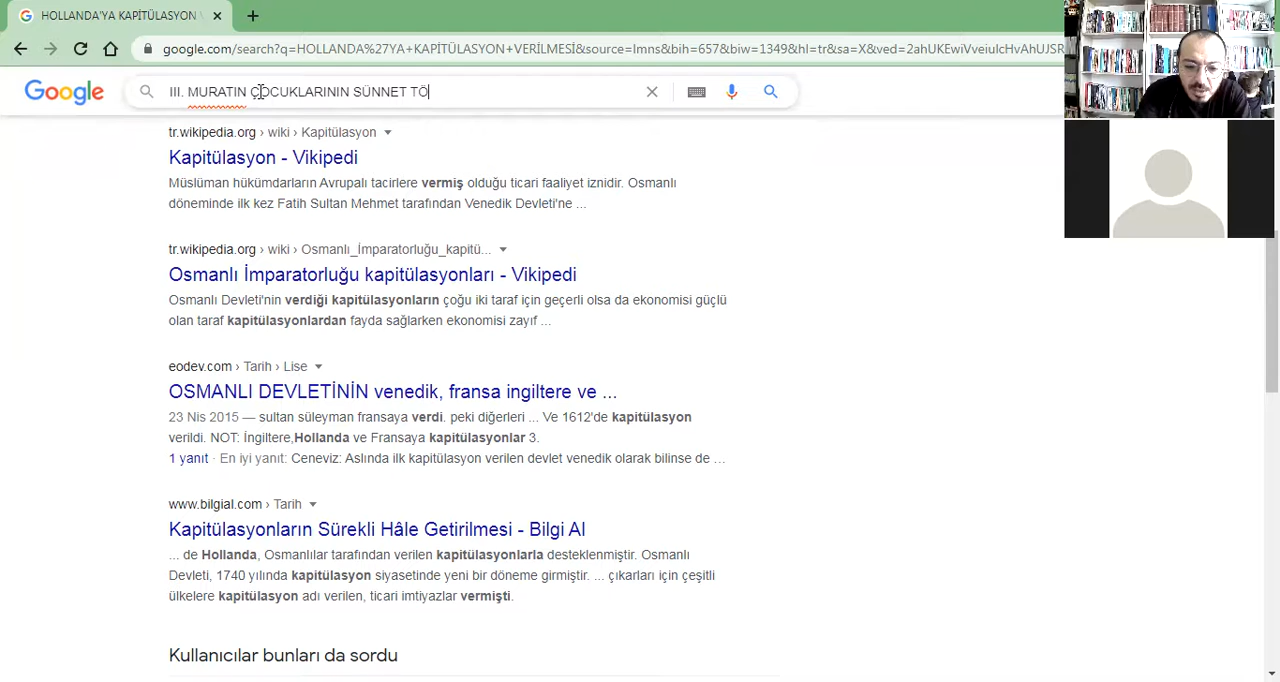 HOLLANDA'YA KAPİTÜLASYON
google.com/search?q=HOLLANDA%27YA+KAPİTÜLASYON+VERİLMESİ&source=lmns&bih=657&biw=1349&hl=tr&sa=X&ved=2ahUKEwiVveiulcHvAhUJSR
Google
III. MURATIN ÇOCUKLARININ SÜNNET TÖ
tr.wikipedia.org › wiki › Kapitülasyon
Kapitülasyon - Vikipedi
Müslüman hükümdarların Avrupalı tacirlere vermiş olduğu ticari faaliyet iznidir. Osmanlı
döneminde ilk kez Fatih Sultan Mehmet tarafından Venedik Devleti'ne ...
tr.wikipedia.org › wiki › Osmanlı_İmparatorluğu_kapitü...
Osmanlı İmparatorluğu kapitülasyonları - Vikipedi
Osmanlı Devleti'nin verdiği kapitülasyonların çoğu iki taraf için geçerli olsa da ekonomisi güçlü
olan taraf kapitülasyonlardan fayda sağlarken ekonomisi zayıf ...
eodev.com › Tarih › Lise
OSMANLI DEVLETİNİN venedik, fransa ingiltere ve ...
23 Nis 2015 — sultan süleyman fransaya verdi. peki diğerleri ... Ve 1612'de kapitülasyon
verildi. NOT: İngiltere,Hollanda ve Fransaya kapitülasyonlar 3.
1 yanıt · En iyi yanıt: Ceneviz: Aslında ilk kapitülasyon verilen devlet venedik olarak bilinse de ...
www.bilgial.com › Tarih
Kapitülasyonların Sürekli Hâle Getirilmesi - Bilgi Al
... de Hollanda, Osmanlılar tarafından verilen kapitülasyonlarla desteklenmiştir. Osmanlı
Devleti, 1740 yılında kapitülasyon siyasetinde yeni bir döneme girmiştir. ... çıkarları için çeşitli
ülkelere kapitülasyon adı verilen, ticari imtiyazlar vermişti.
Kullanıcılar bunları da sordu